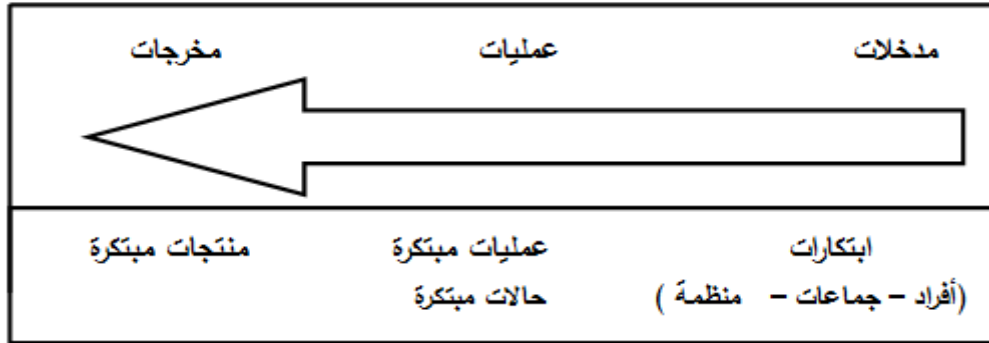 مدخلات عمليات مخرجات
ابتكارات عمليات مبتكرة منتجات مبتكرة
(أفراد – جماعات – منظمة ) حالات مبتكرة